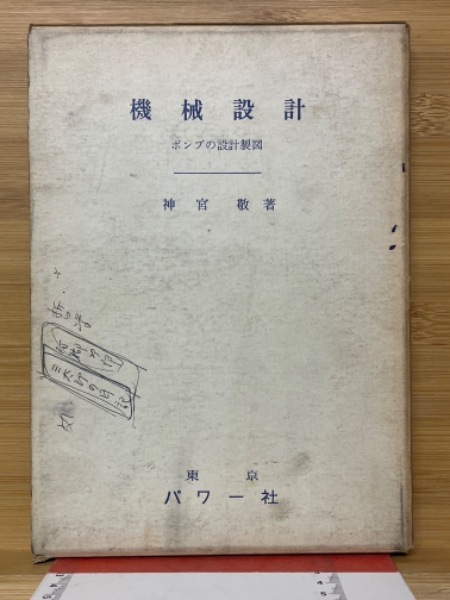 機械設計
ポンプの設計製図
神宮 敬 著
東京
パワー社